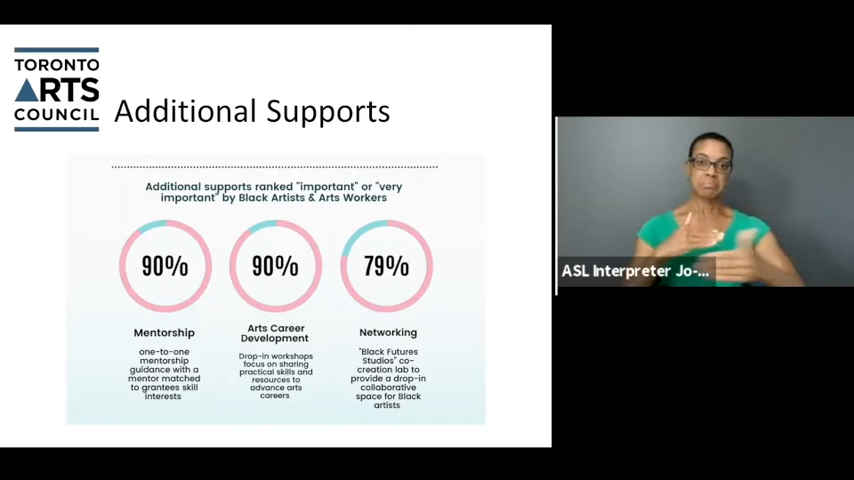 TORONTO
ARTS
COUNCIL
Additional Supports
Additional supports ranked "important" or "very
important" by Black Artists & Arts Workers
90%
90%
79%
Mentorship
one-to-one
mentorship
guidance with a
mentor matched
to grantees skill
interests
Arts Career
Development
Drop-in workshops
focus on sharing
practical skills and
resources to
advance arts
careers
Networking
"Black Futures
Studios" co-
creation lab to
provide a drop-in
collaborative
space for Black
artists
ASL Interpreter Jo-...